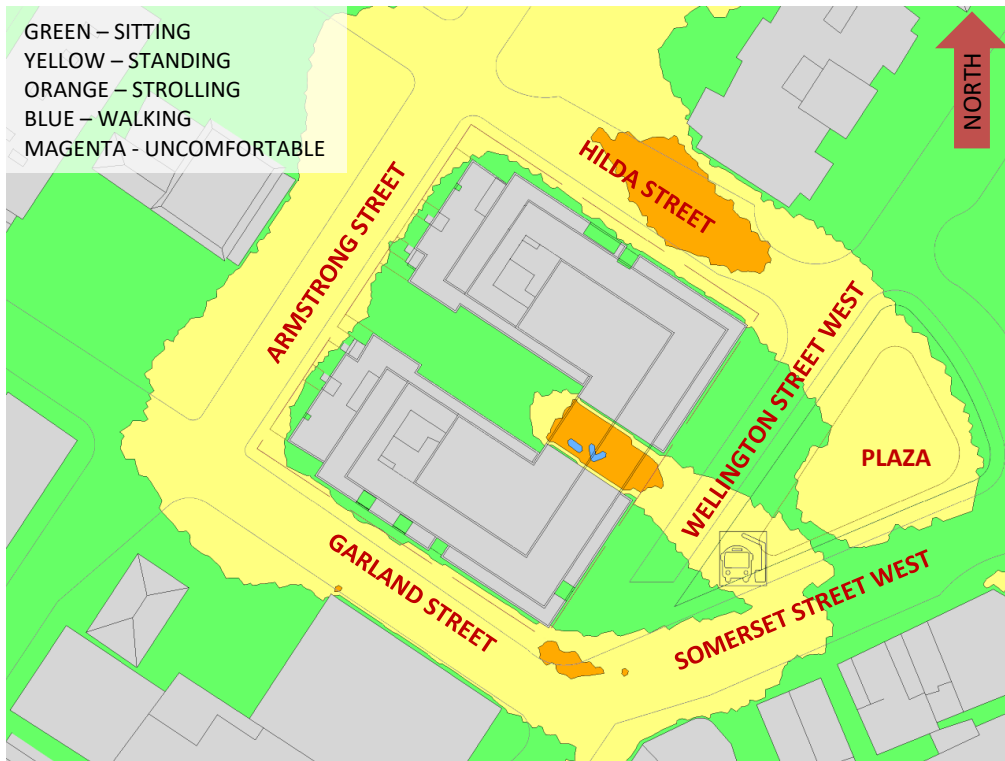 GREEN – SITTING
YELLOW – STANDING
ORANGE – STROLLING
BLUE – WALKING
MAGENTA - UNCOMFORTABLE
NORTH
HILDA STREET
ARMSTRONG STREET
WELLINGTON STREET WEST
PLAZA
GARLAND STREET
SOMERSET STREET WEST